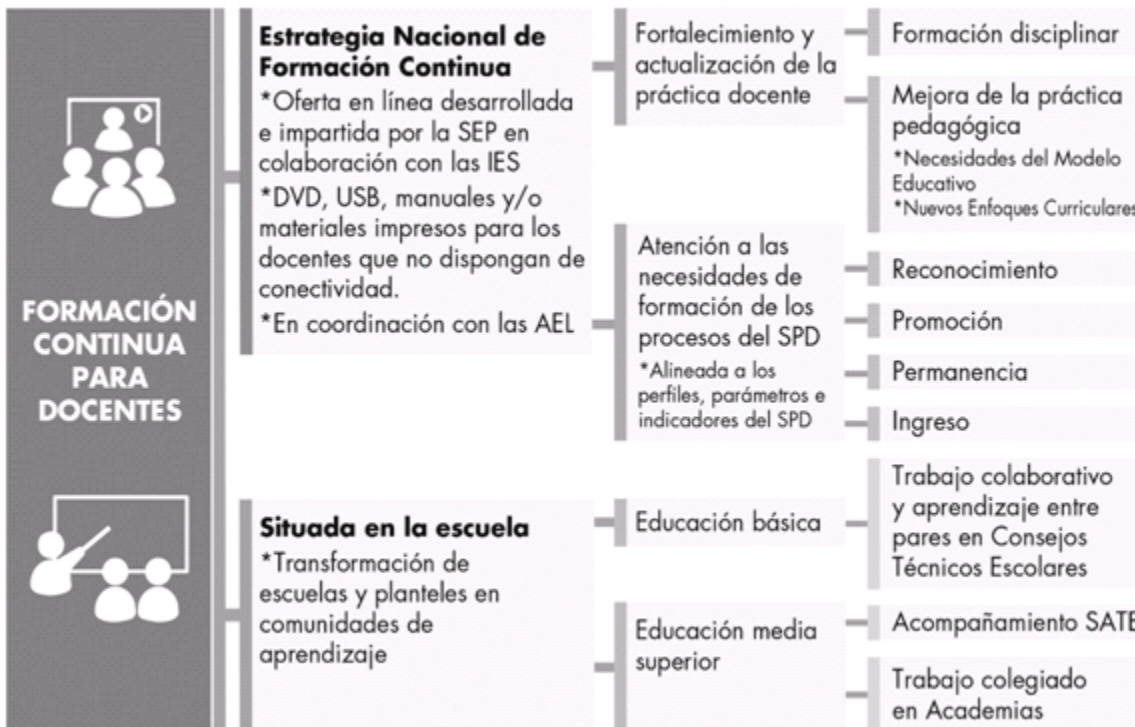 FORMACIÓN
CONTINUA
PARA
DOCENTES
Estrategia Nacional de
Formación Continua
*Oferta en línea desarrollada
e impartida por la SEP en
colaboración con las IES
*DVD, USB, manuales y/o
materiales impresos para los
docentes que no dispongan de
conectividad.
*En coordinación con las AEL
Fortalecimiento y
actualización de la
práctica docente
Formación disciplinar
Mejora de la práctica
pedagógica
*Necesidades del Modelo
Educativo
*Nuevos Enfoques Curriculares
Atención a las
necesidades de
formación de los
procesos del SPD
*Alineada a los
perfiles, parámetros e
indicadores del SPD
Reconocimiento
Promoción
Permanencia
Ingreso
Situada en la escuela
*Transformación de
escuelas y planteles en
comunidades de
aprendizaje
Educación básica
Trabajo colaborativo
y aprendizaje entre
pares en Consejos
Técnicos Escolares
Educación media
superior
Acompañamiento SATE
Trabajo colegiado
en Academias